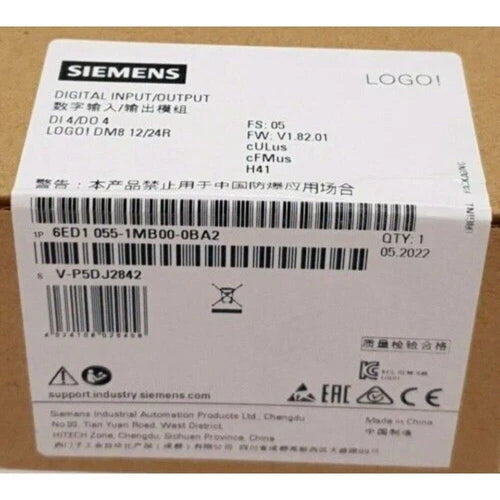 SIEMENS
LOGO!
DIGITAL INPUT/OUTPUT
数字输入/输出模组
DI 4/DO 4
LOGO! DM8 12/24R
FS: 05
FW: V1.82.01
cULus
cFMus
H41
警告:本产品禁止用于中国防爆应用场合
1P 6ED1 055-1MB00-0BA2
QTY: 1
05.2022
S V-P5DJ2842
质量检验合格
CE
support.industry.siemens.com
EAC
Siemens Industrial Automation Products Ltd., Chengdu
No.99, Tian Yuan Road, West District,
HITECH Zone, Chengdu, Sichuan Province, China
Made in China
中国制造